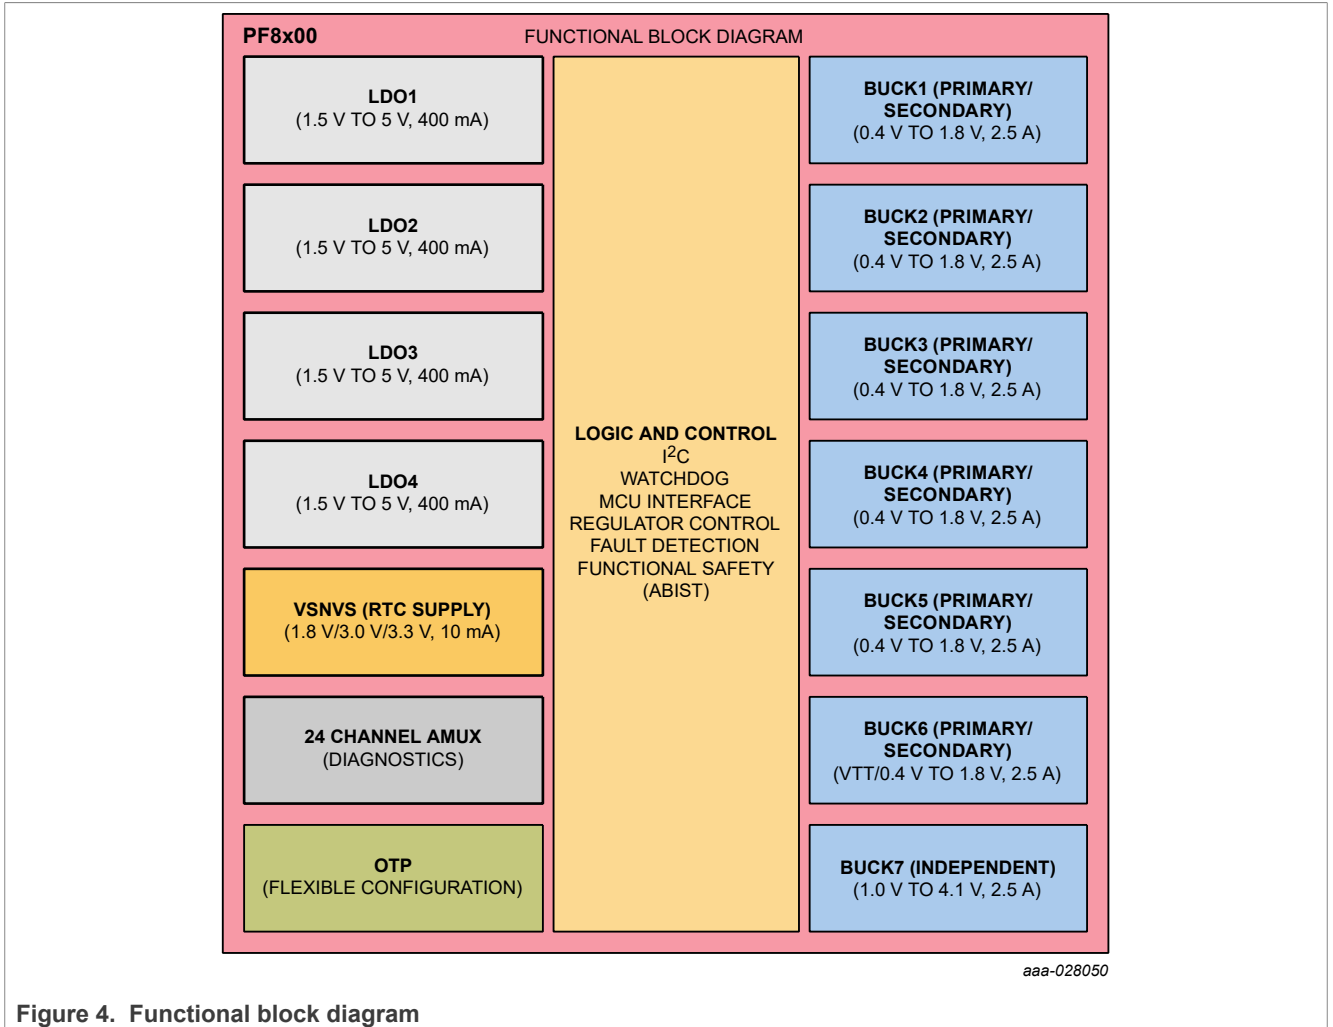 PF8x00
FUNCTIONAL BLOCK DIAGRAM
LDO1
(1.5 V TO 5 V, 400 mA)
LDO2
(1.5 V TO 5 V, 400 mA)
LDO3
(1.5 V TO 5 V, 400 mA)
LDO4
(1.5 V TO 5 V, 400 mA)
VSNVS (RTC SUPPLY)
(1.8 V/3.0 V/3.3 V, 10 mA)
24 CHANNEL AMUX
(DIAGNOSTICS)
OTP
(FLEXIBLE CONFIGURATION)
LOGIC AND CONTROL
I2C
WATCHDOG
MCU INTERFACE
REGULATOR CONTROL
FAULT DETECTION
FUNCTIONAL SAFETY
(ABIST)
BUCK1 (PRIMARY/
SECONDARY)
(0.4 V TO 1.8 V, 2.5 A)
BUCK2 (PRIMARY/
SECONDARY)
(0.4 V TO 1.8 V, 2.5 A)
BUCK3 (PRIMARY/
SECONDARY)
(0.4 V TO 1.8 V, 2.5 A)
BUCK4 (PRIMARY/
SECONDARY)
(0.4 V TO 1.8 V, 2.5 A)
BUCK5 (PRIMARY/
SECONDARY)
(0.4 V TO 1.8 V, 2.5 A)
BUCK6 (PRIMARY/
SECONDARY)
(VTT/0.4 V TO 1.8 V, 2.5 A)
BUCK7 (INDEPENDENT)
(1.0 V TO 4.1 V, 2.5 A)
aaa-028050
Figure 4. Functional block diagram